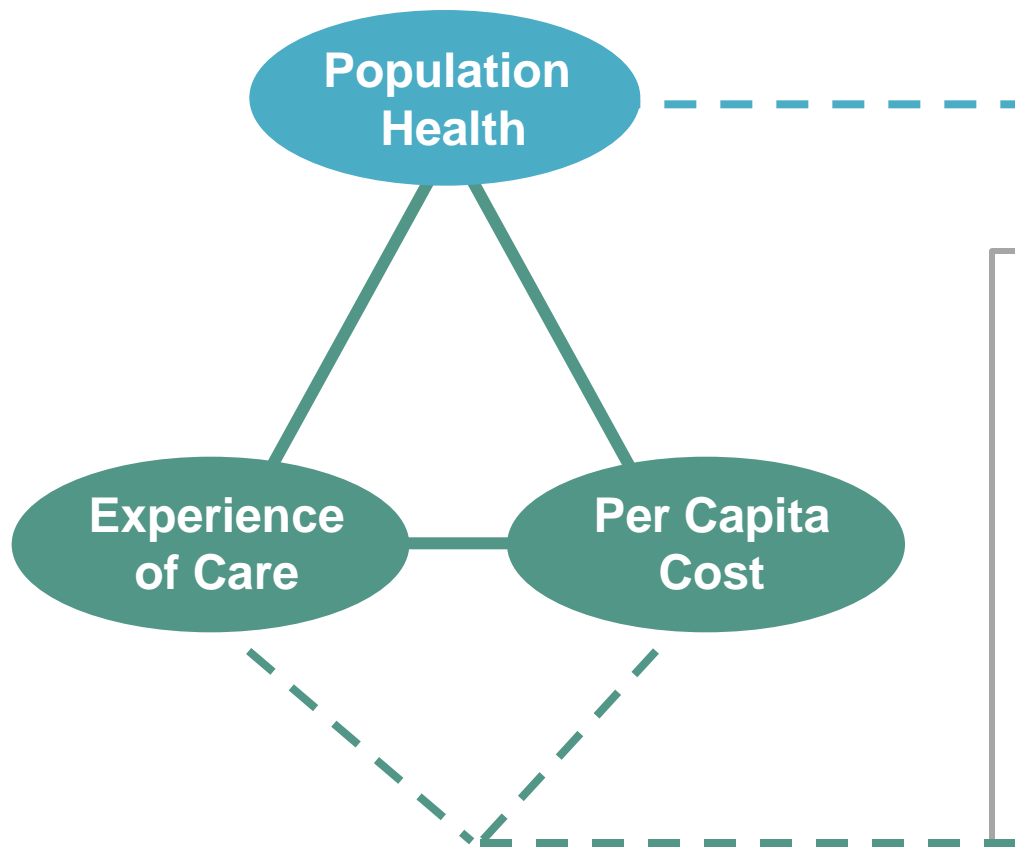 Population
Health
Experience
of Care
Per Capita
Cost